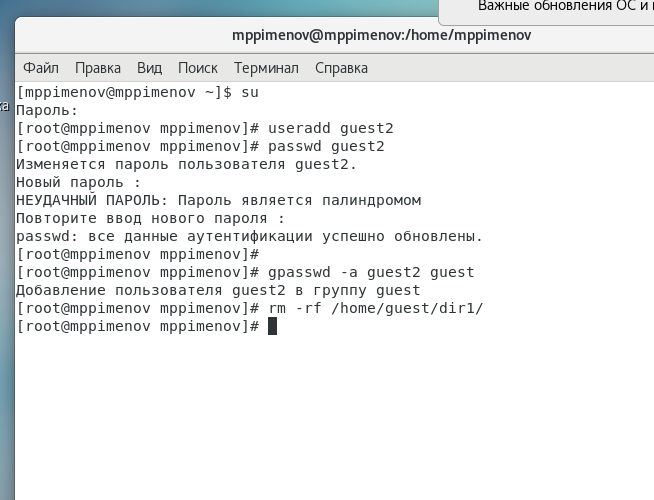 Важные обновления ОС и
mppimenov@mppimenov:/home/mppimenov
Файл Правка Вид Поиск Терминал Справка
[mppimenov@mppimenov ~]$ su
Пароль:
[root@mppimenov mppimenov]# useradd guest2
[root@mppimenov mppimenov]# passwd guest2
Изменяется пароль пользователя guest2.
Новый пароль :
НЕУДАЧНЫЙ ПАРОЛЬ: Пароль является палиндромом
Повторите ввод нового пароля :
passwd: все данные аутентификации успешно обновлены.
[root@mppimenov mppimenov]#
[root@mppimenov mppimenov]# gpasswd -a guest2 guest
Добавление пользователя guest2 в группу guest
[root@mppimenov mppimenov]# rm -rf /home/guest/dir1/
[root@mppimenov mppimenov]#